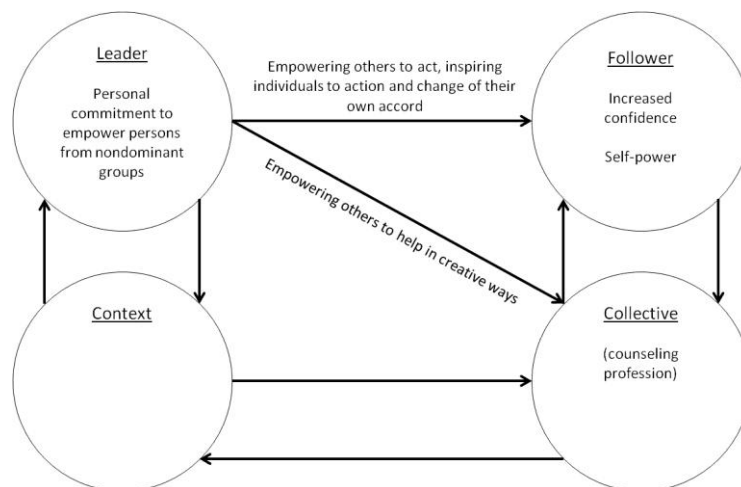 Leader
Personal
commitment to
empower persons
from nondominant
groups
Empowering others to act, inspiring
individuals to action and change of their
own accord
Follower
Increased
confidence
Self-power
Empowering others to help in creative ways
Context
Collective
(counseling
profession)